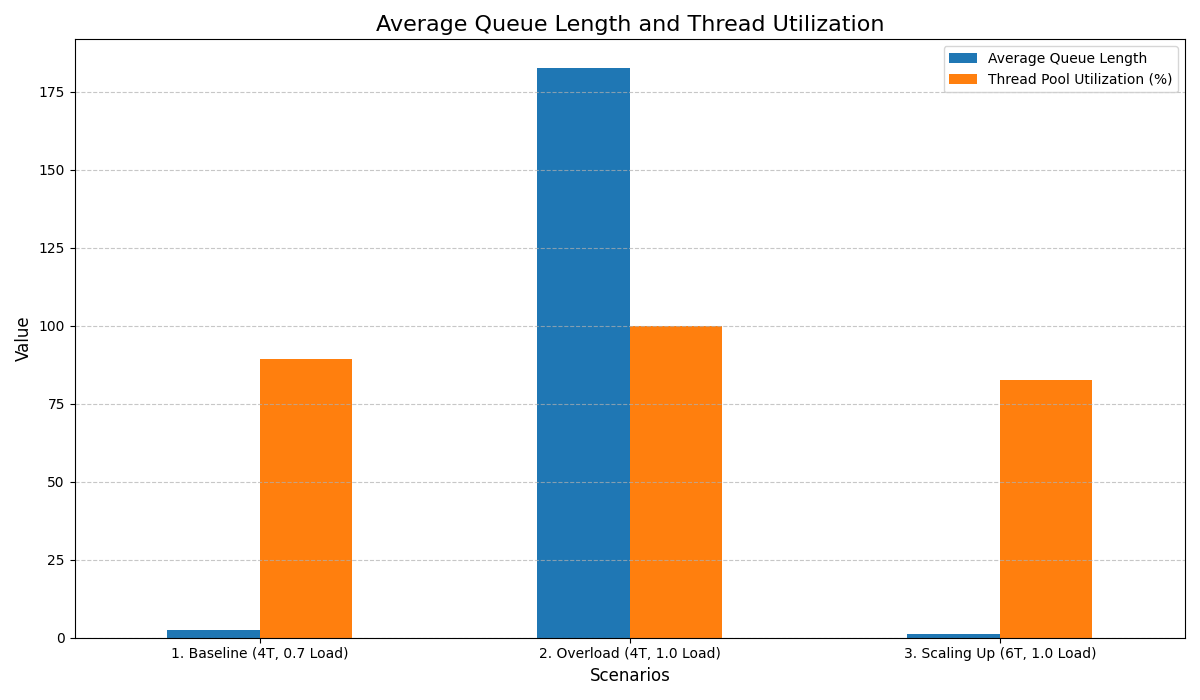 Average Queue Length and Thread Utilization
Average Queue Length
Thread Pool Utilization (%)
Value
175
150
125
100
75
50
25
0
1. Baseline (4T, 0.7 Load)
2. Overload (4T, 1.0 Load)
3. Scaling Up (6T, 1.0 Load)
Scenarios